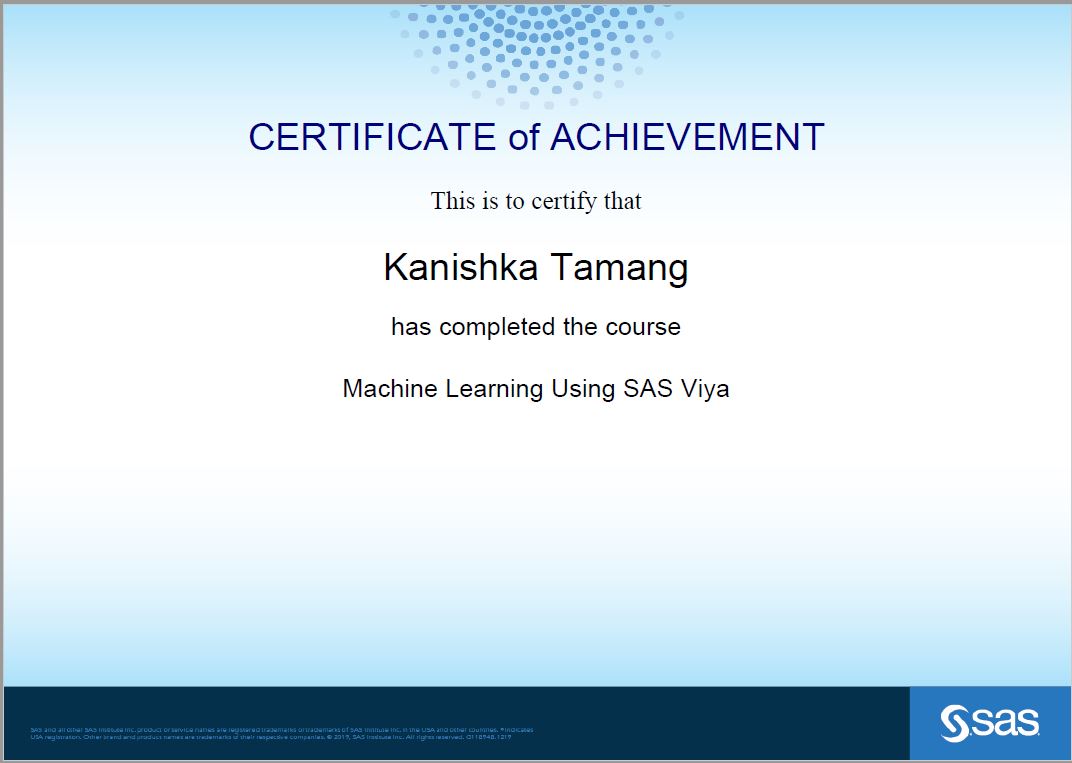 CERTIFICATE of ACHIEVEMENT
This is to certify that
Kanishka Tamang
has completed the course
Machine Learning Using SAS Viya
SAS and all other SAS Institute Inc. product or service names are registered trademarks or trademarks of SAS Institute Inc. in the USA and other countries. ® indicates
USA registration. Other brand and product names are trademarks of their respective companies. © 2019, SAS Institute Inc. All rights reserved. G118948.1219
sas